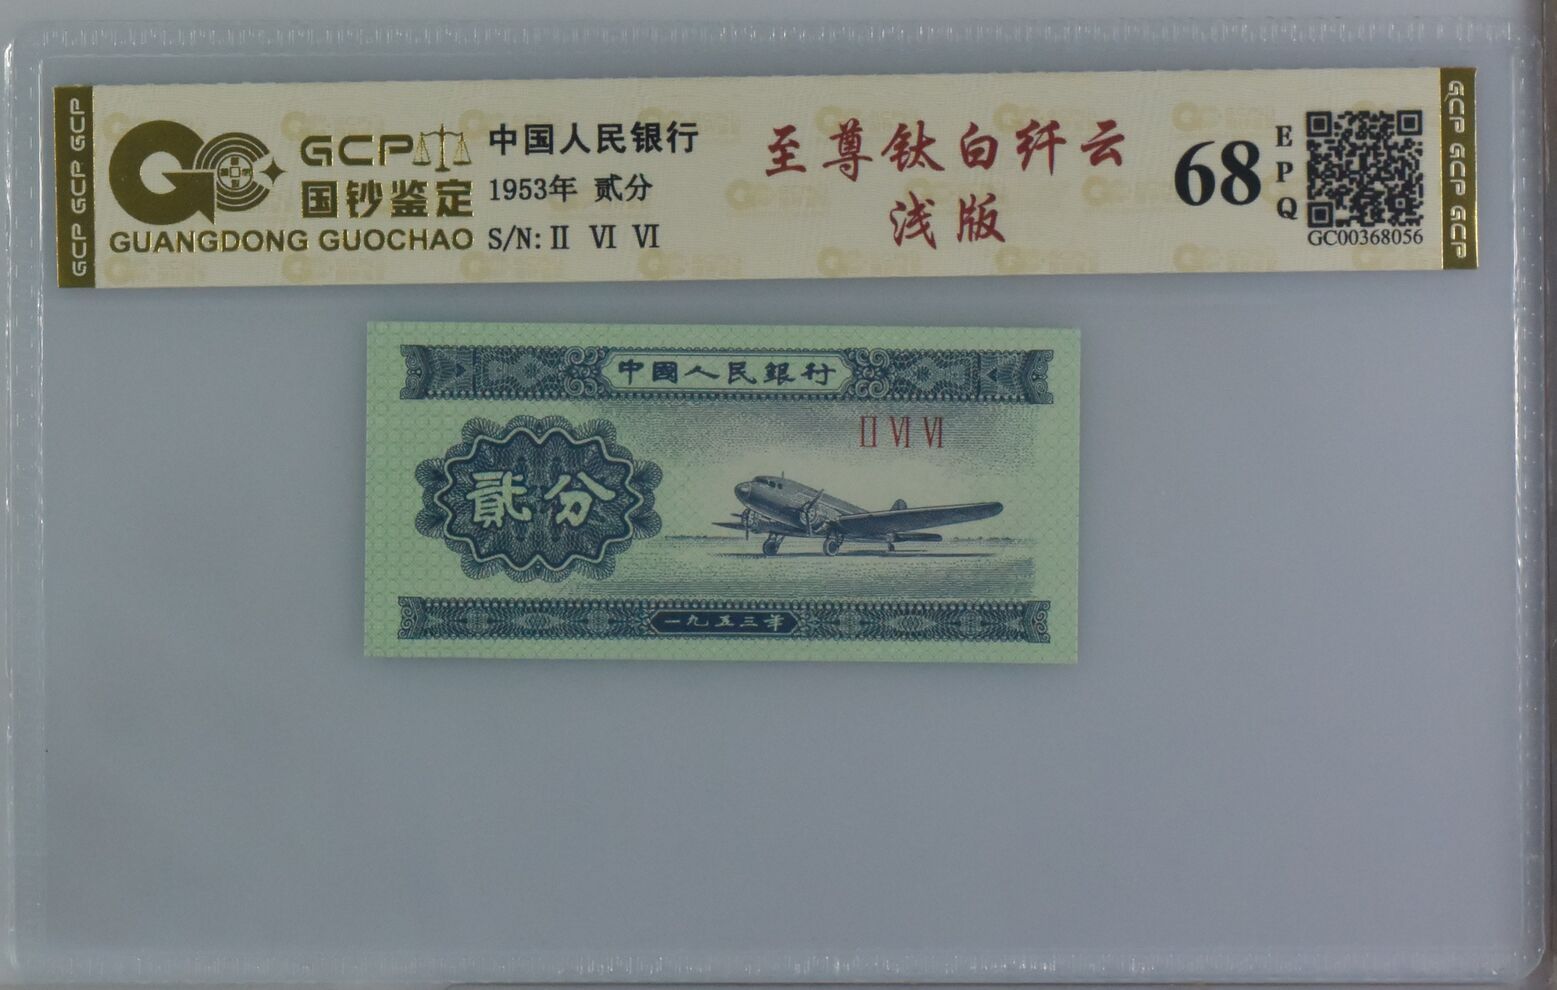 GCP GCP GCP
GCP
国钞鉴定
GUANGDONG GUOCHAO
中国人民银行
1953年 贰分
S/N: II VI VI
至尊钛白纤云
浅版
68
EPQ
GC00368056
GCP GCP GCP
中國人民銀行
II VI VI
貳分
一九五三年